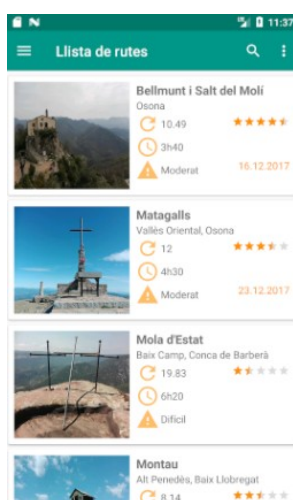 11:37
Llista de rutes
Bellmunt i Salt del Molí
Osona
10.49
3h40
Moderat
16.12.2017
Matagalls
Vallès Oriental, Osona
12
4h30
Moderat
23.12.2017
Mola d'Estat
Baix Camp, Conca de Barberà
19.83
6h20
Difícil
Montau
Alt Penedès, Baix Llobregat
8.14